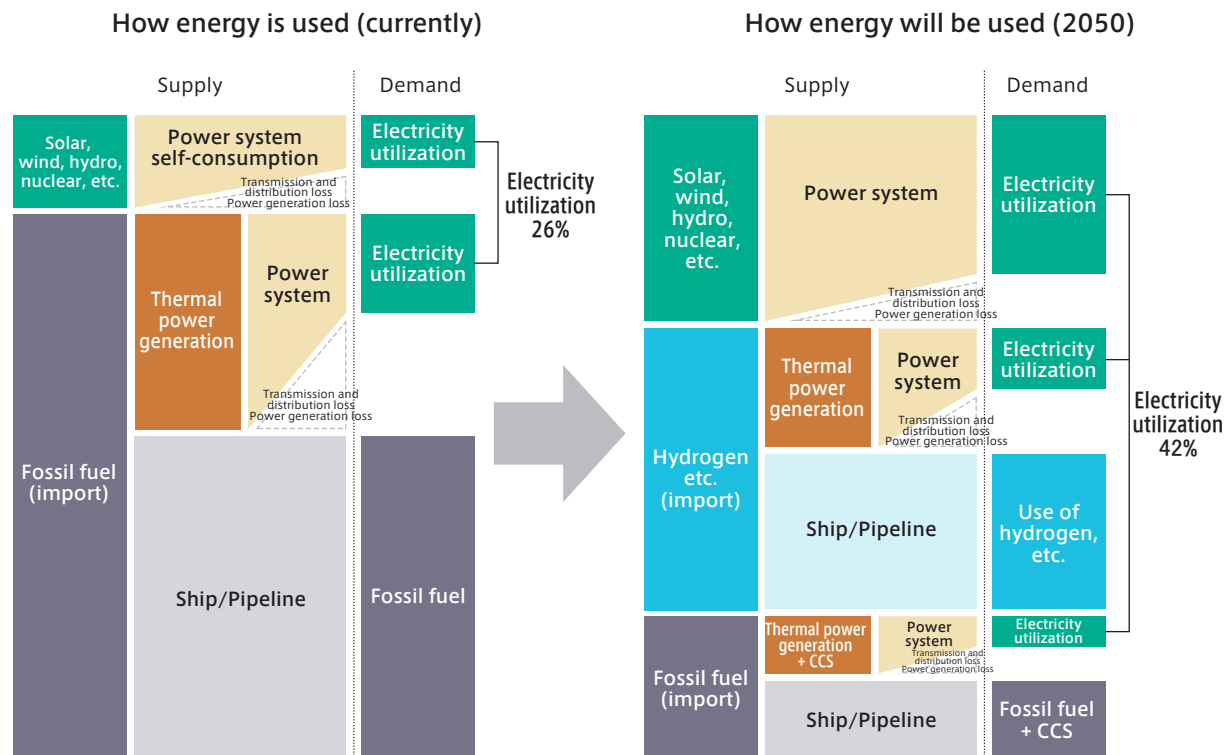 How energy is used (currently)
Supply
Demand
Solar,
wind, hydro,
nuclear, etc.
Power system
self-consumption
Transmission and
distribution loss
Power generation loss
Electricity
utilization
Electricity
utilization
26%
Fossil fuel
(import)
Thermal
power
generation
Power
system
Transmission and
distribution loss
Power generation loss
Electricity
utilization
Ship/Pipeline
Fossil fuel
How energy will be used (2050)
Supply
Demand
Solar,
wind,
hydro,
nuclear,
etc.
Power system
Transmission and
distribution loss
Power generation loss
Electricity
utilization
Hydrogen
etc.
(import)
Thermal
power
generation
Power
system
Transmission and
distribution loss
Power generation loss
Electricity
utilization
Electricity
utilization
42%
Ship/Pipeline
Use of
hydrogen,
etc.
Fossil fuel
(import)
Thermal power
generation
+ CCS
Power
system
Transmission and
distribution loss
Power generation loss
Electricity
utilization
Ship/Pipeline
Fossil fuel
+ CCS